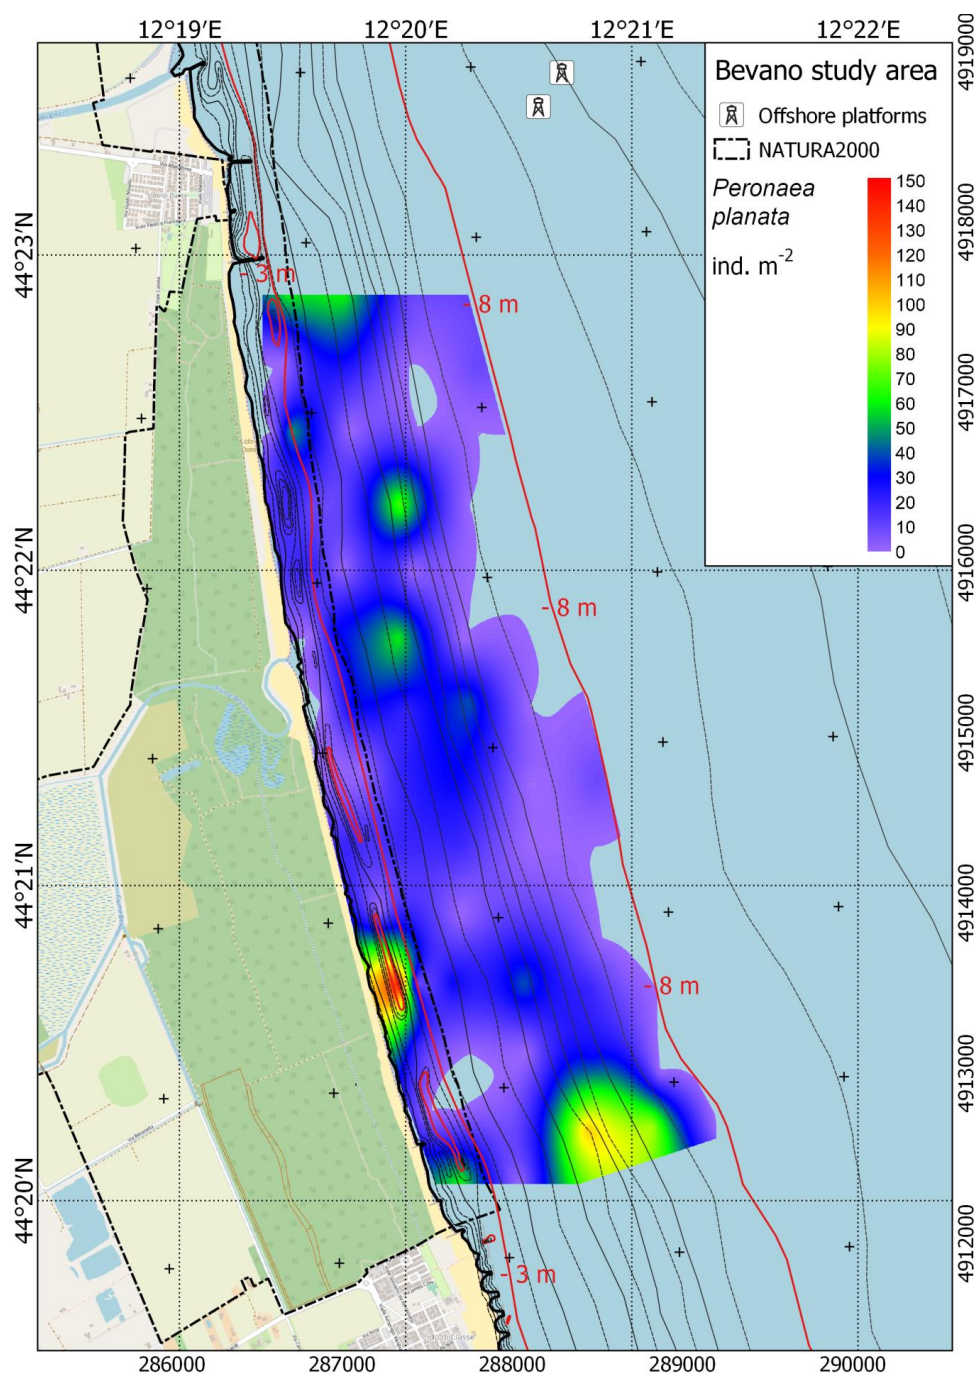 12°19'E 12°20'E 12°21'E 12°22'E
4919000
Bevano study area
Offshore platforms
NATURA2000
Peronaea
planata
ind. m-2
150
140
130
120
110
100
90
80
70
60
50
40
30
20
10
0
44°23'N
4918000
- 3 m
- 8 m
4917000
44°22'N
4916000
- 8 m
4915000
44°21'N
4914000
- 8 m
4913000
44°20'N
4912000
- 3 m
Lido di Classe
286000 287000 288000 289000 290000